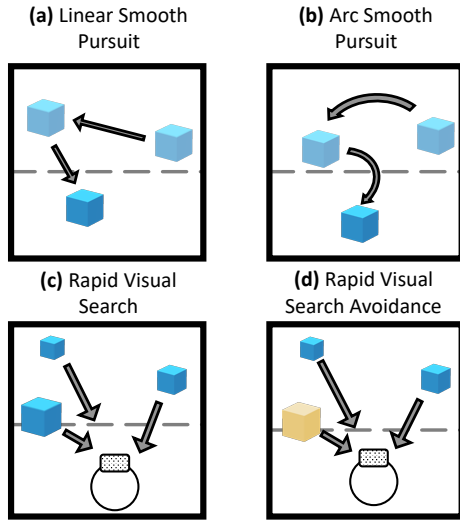 (a) Linear Smooth
Pursuit
(b) Arc Smooth
Pursuit
(c) Rapid Visual
Search
(d) Rapid Visual
Search Avoidance